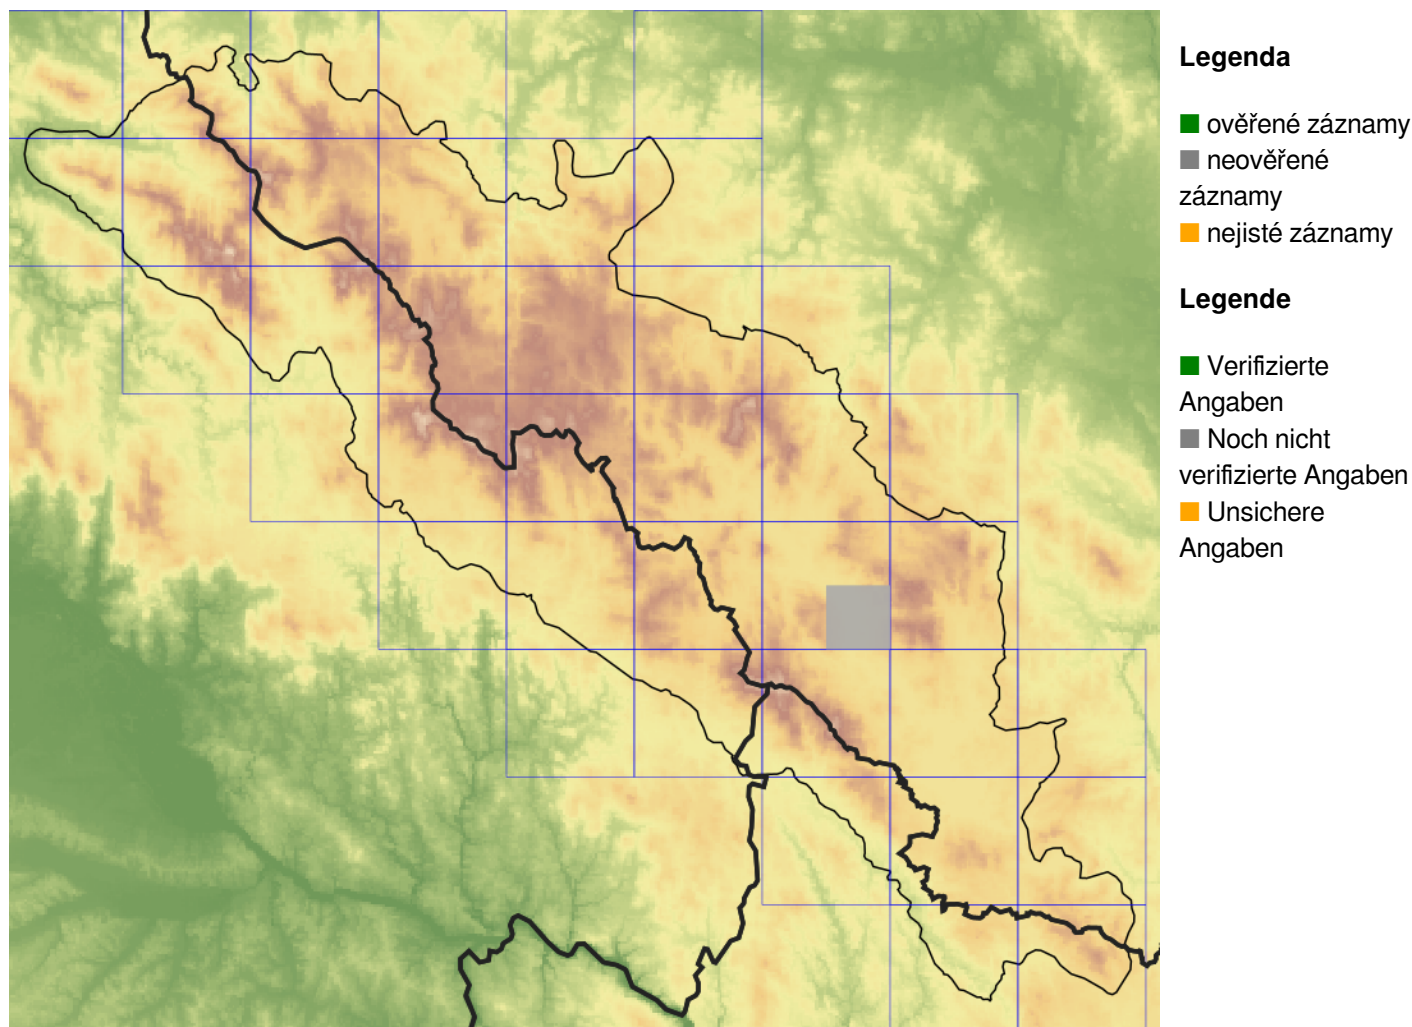 Legenda
ověřené záznamy
neověřené
záznamy
nejisté záznamy
Legende
Verifizierte
Angaben
Noch nicht
verifizierte Angaben
Unsichere
Angaben